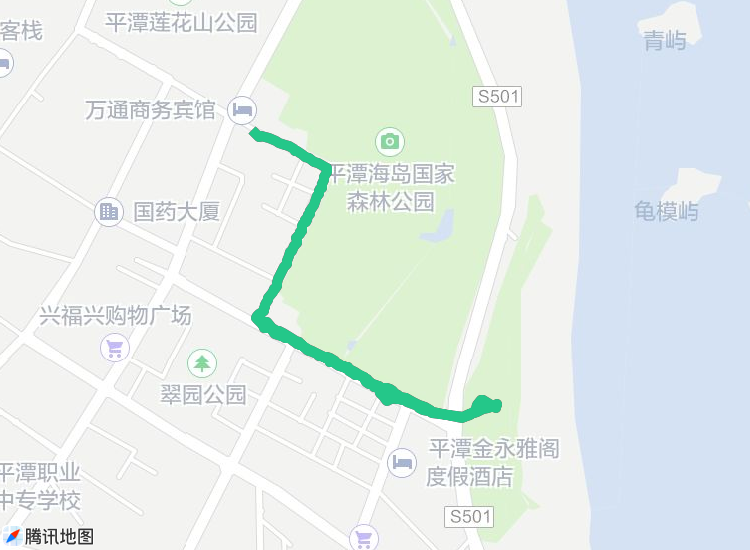 平潭莲花山公园
客栈
青屿
S501
万通商务宾馆
平潭海岛国家
森林公园
国药大厦
龟模屿
兴福兴购物广场
翠园公园
平潭金永雅阁
度假酒店
平潭职业
中专学校
S501
腾讯地图